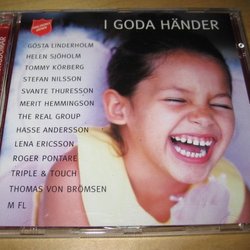 I GODA HÄNDER
GÖSTA LINDERHOLM
HELEN SJÖHOLM
TOMMY KÖRBERG
STEFAN NILSSON
SVANTE THURESSON
MERIT HEMMINGSON
THE REAL GROUP
HASSE ANDERSSON
LENA ERICSSON
ROGER PONTARE
TRIPLE & TOUCH
THOMAS VON BRÖMSEN
M FL